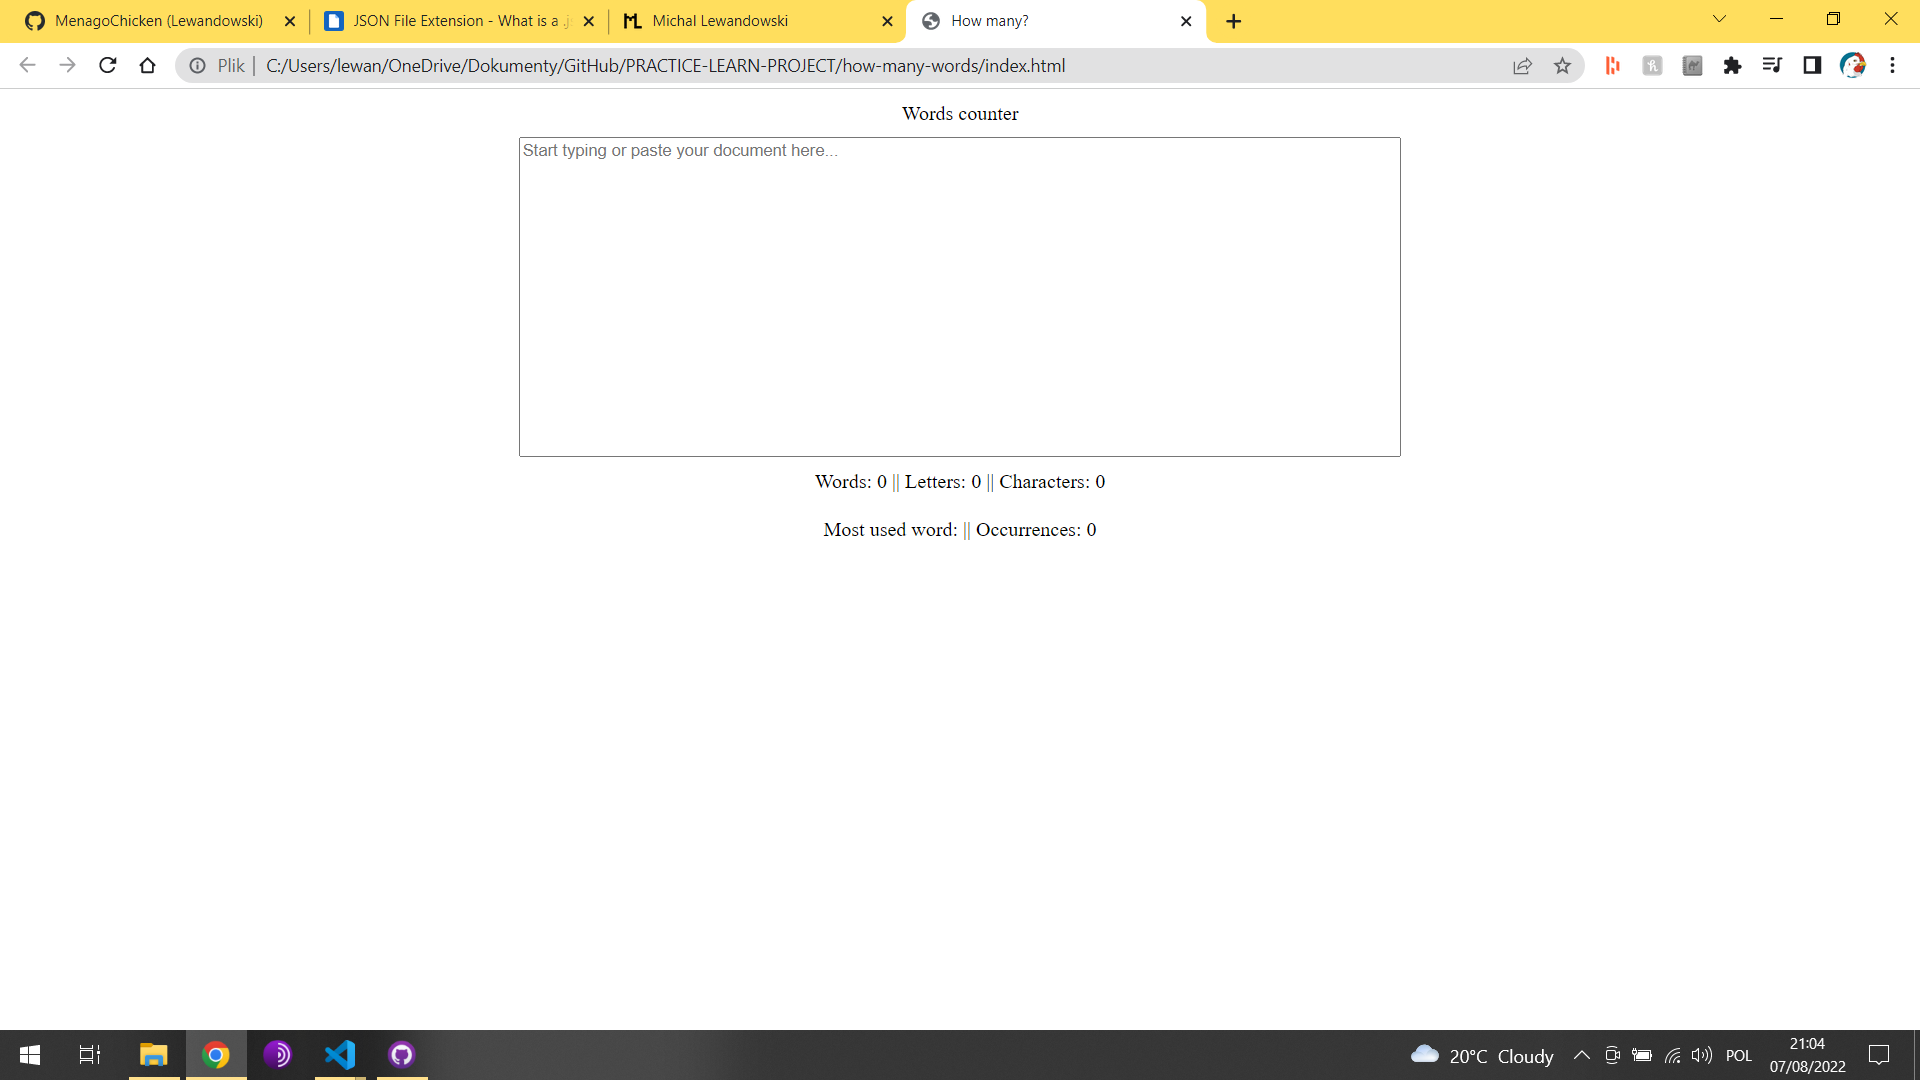 MenagoChicken (Lewandowski)
JSON File Extension - What is a .js
ML Michal Lewandowski
How many?
Plik | C:/Users/lewan/OneDrive/Dokumenty/GitHub/PRACTICE-LEARN-PROJECT/how-many-words/index.html
Words counter
Start typing or paste your document here...
Words: 0 || Letters: 0 || Characters: 0
Most used word: || Occurrences: 0
20°C Cloudy
POL
21:04
07/08/2022